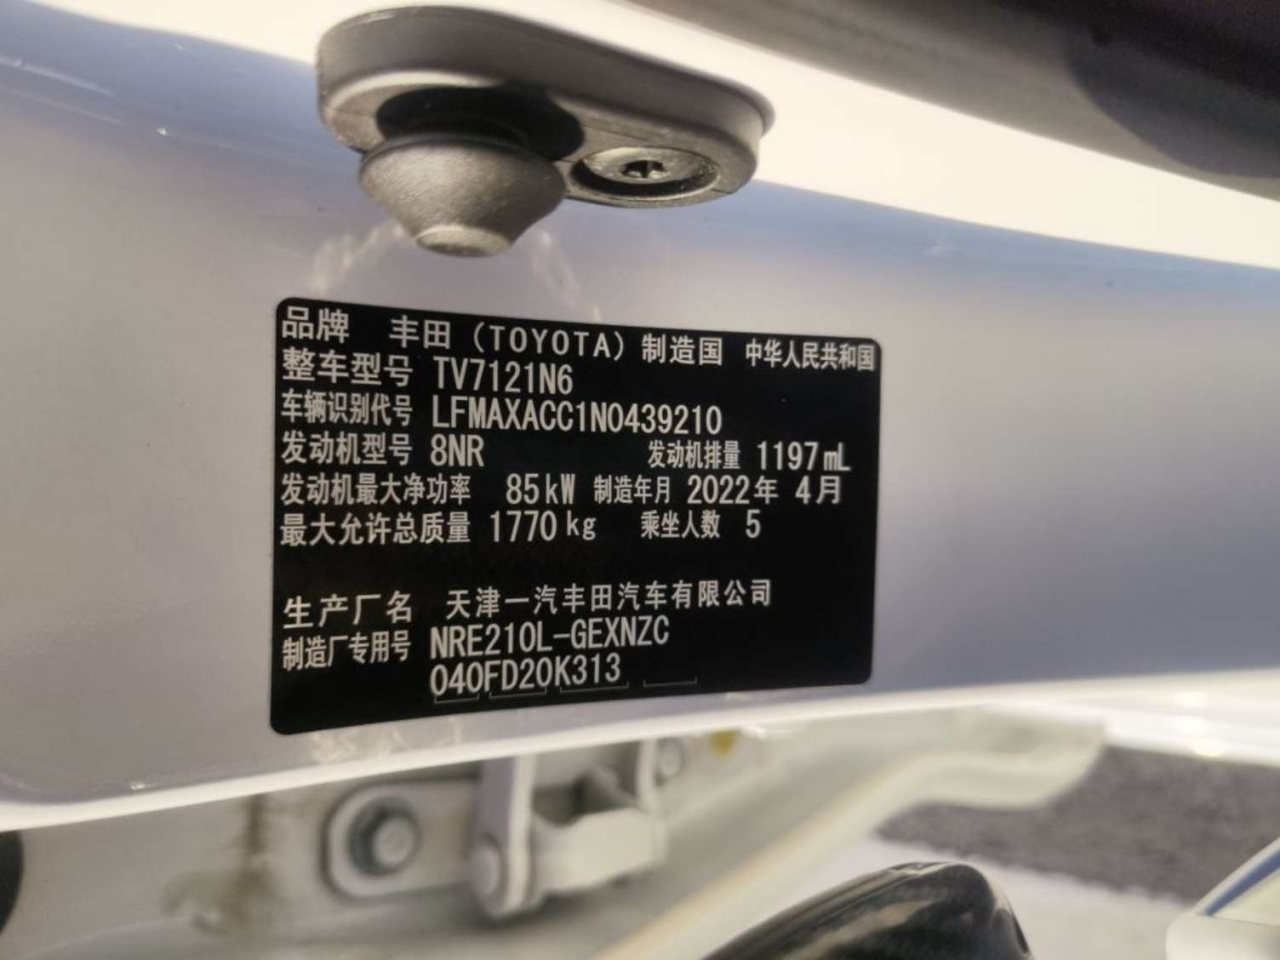 品牌 丰田（TOYOTA）制造国 中华人民共和国
整车型号 TV7121N6
车辆识别代号 LFMAXACC1N0439210
发动机型号 8NR 发动机排量 1197mL
发动机最大净功率 85kW 制造年月 2022年 4月
最大允许总质量 1770kg 乘坐人数 5
生产厂名 天津一汽丰田汽车有限公司
制造厂专用号 NRE210L-GEXNZC
040FD20K313